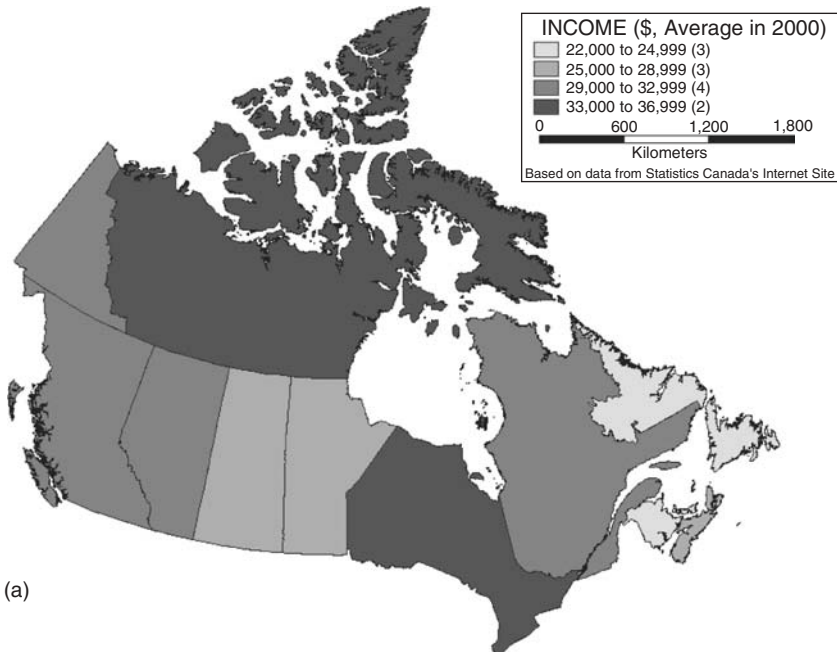 INCOME ($, Average in 2000)
22,000 to 24,999 (3)
25,000 to 28,999 (3)
29,000 to 32,999 (4)
33,000 to 36,999 (2)
0 600 1,200 1,800
Kilometers
Based on data from Statistics Canada's Internet Site
(a)